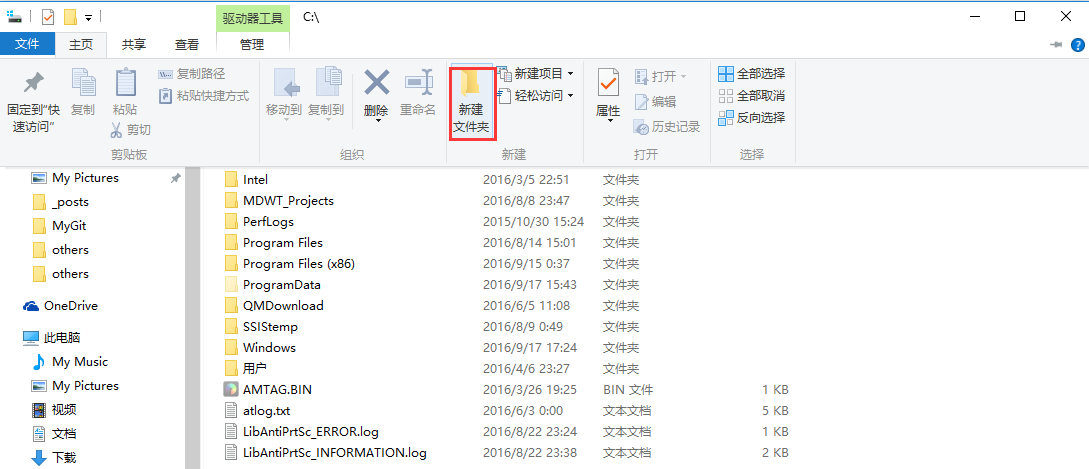 驱动器工具 C:\
文件 主页 共享 查看 管理
固定到"快速访问"
复制
粘贴
复制路径
粘贴快捷方式
剪切
剪贴板
移动到 复制到 删除 重命名
组织
新建
文件夹
新建项目
轻松访问
新建
属性
打开
编辑
历史记录
打开
全部选择
全部取消
反向选择
选择
My Pictures
_posts
MyGit
others
others
OneDrive
此电脑
My Music
My Pictures
视频
文档
下载
Intel 2016/3/5 22:51 文件夹
MDWT_Projects 2016/8/8 23:47 文件夹
PerfLogs 2015/10/30 15:24 文件夹
Program Files 2016/8/14 15:01 文件夹
Program Files (x86) 2016/9/15 0:37 文件夹
ProgramData 2016/9/17 15:43 文件夹
QMDownload 2016/6/5 11:08 文件夹
SSIStemp 2016/8/9 0:49 文件夹
Windows 2016/9/17 17:24 文件夹
用户 2016/4/6 23:27 文件夹
AMTAG.BIN 2016/3/26 19:25 BIN 文件 1 KB
atlog.txt 2016/6/3 0:00 文本文档 5 KB
LibAntiPrtSc_ERROR.log 2016/8/22 23:24 文本文档 1 KB
LibAntiPrtSc_INFORMATION.log 2016/8/22 23:38 文本文档 2 KB